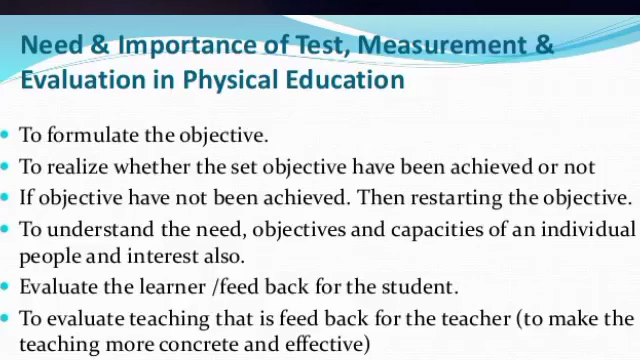 Need & Importance of Test, Measurement &
Evaluation in Physical Education
• To formulate the objective.
• To realize whether the set objective have been achieved or not
• If objective have not been achieved. Then restarting the objective.
• To understand the need, objectives and capacities of an individual
people and interest also.
• Evaluate the learner /feed back for the student.
• To evaluate teaching that is feed back for the teacher (to make the
teaching more concrete and effective)